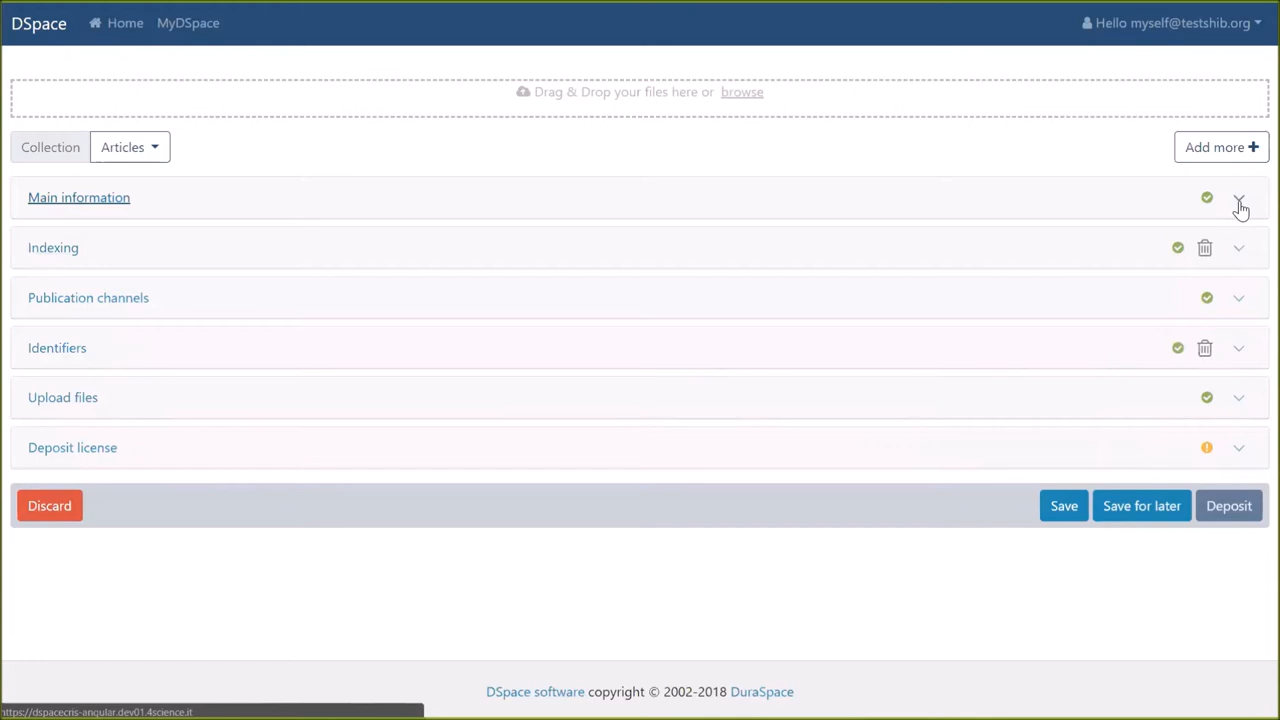 DSpace Home MyDSpace Hello myself@testshib.org
Drag & Drop your files here or browse
Collection Articles Add more
Main information
Indexing
Publication channels
Identifiers
Upload files
Deposit license
Discard Save Save for later Deposit
DSpace software copyright © 2002-2018 DuraSpace
https://dspacecris-angular.dev01.4science.it